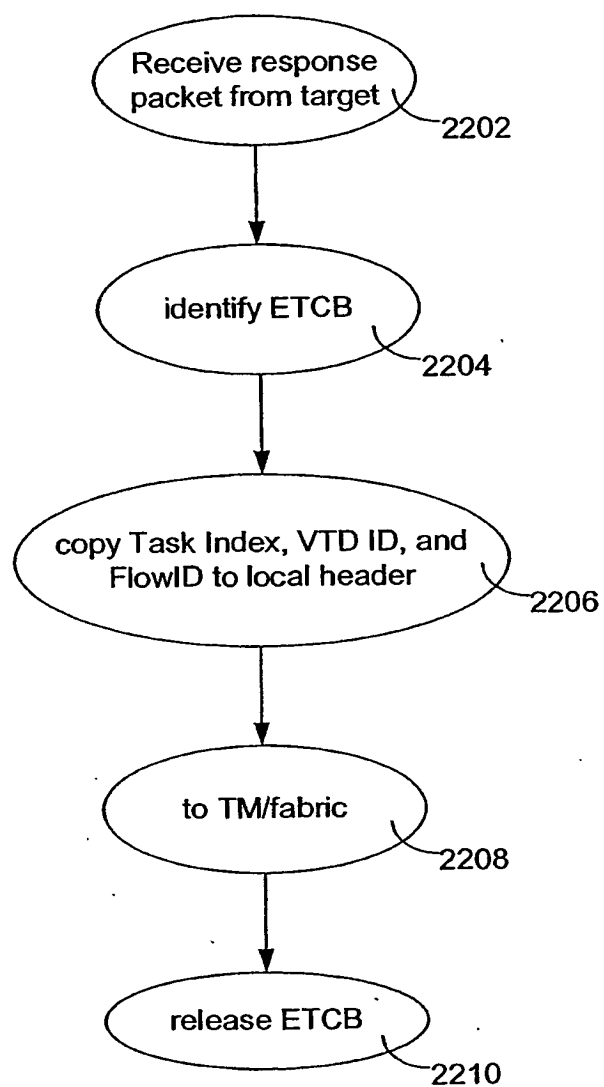 Receive response
packet from target
2202
identify ETCB
2204
copy Task Index, VTD ID, and
FlowID to local header
2206
to TM/fabric
2208
release ETCB
2210